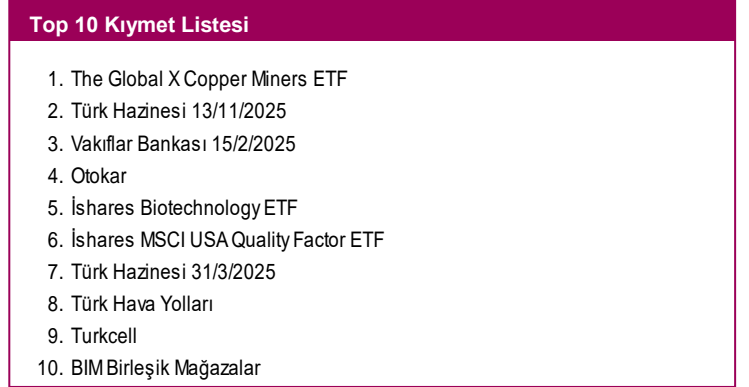 Top 10 Kıymet Listesi
1. The Global X Copper Miners ETF
2. Türk Hazinesi 13/11/2025
3. Vakıflar Bankası 15/2/2025
4. Otokar
5. İshares Biotechnology ETF
6. İshares MSCI USA Quality Factor ETF
7. Türk Hazinesi 31/3/2025
8. Türk Hava Yolları
9. Turkcell
10. BIM Birleşik Mağazalar